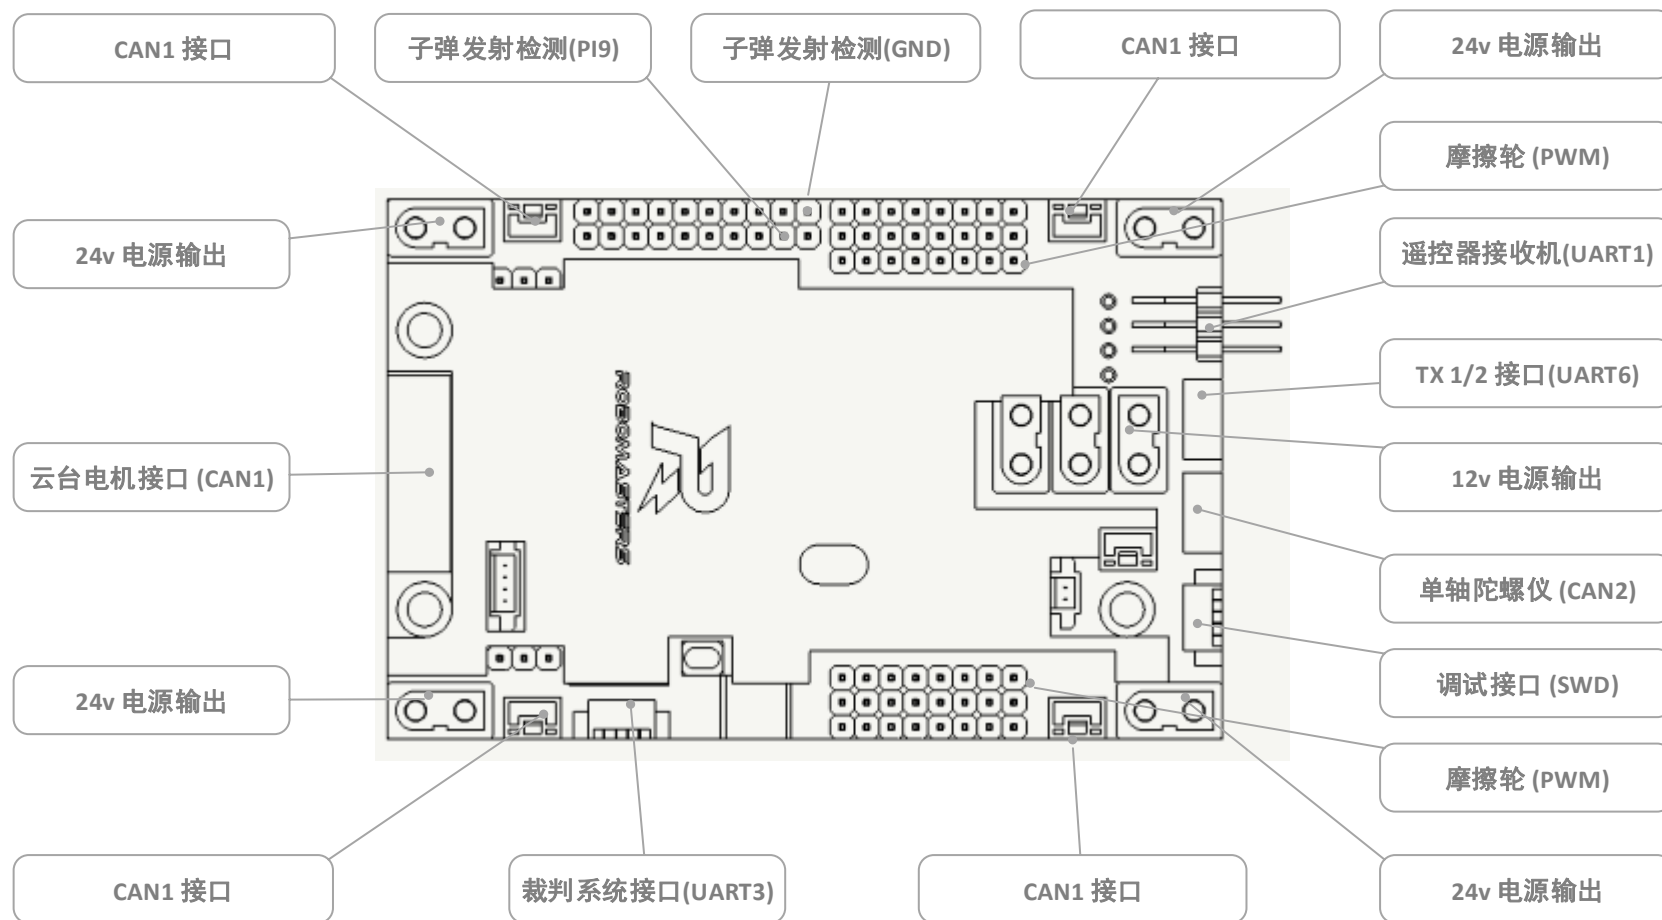 CAN1 接口
子弹发射检测(PI9)
子弹发射检测(GND)
CAN1 接口
24v 电源输出
摩擦轮 (PWM)
24v 电源输出
遥控器接收机(UART1)
TX 1/2 接口(UART6)
云台电机接口 (CAN1)
ROBOMASTERS
12v 电源输出
单轴陀螺仪 (CAN2)
24v 电源输出
调试接口 (SWD)
摩擦轮 (PWM)
CAN1 接口
裁判系统接口(UART3)
CAN1 接口
24v 电源输出